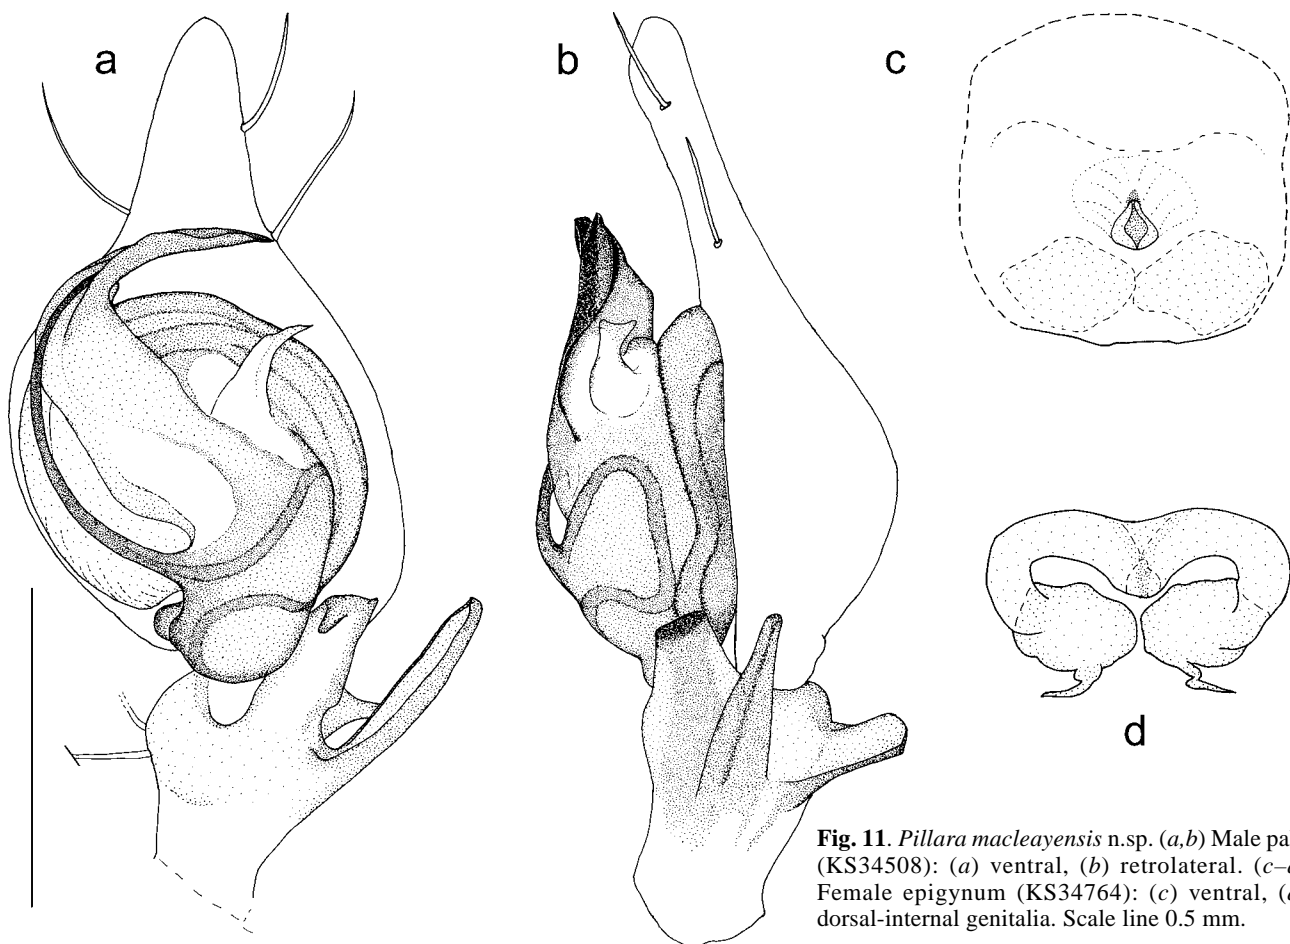 a
b
c
d
Fig. 11. Pillara macleayensis n.sp. (a,b) Male
(KS34508): (a) ventral, (b) retrolateral.
Female epigynum (KS34764): (c) ventral,
dorsal-internal genitalia. Scale line 0.5 mm.